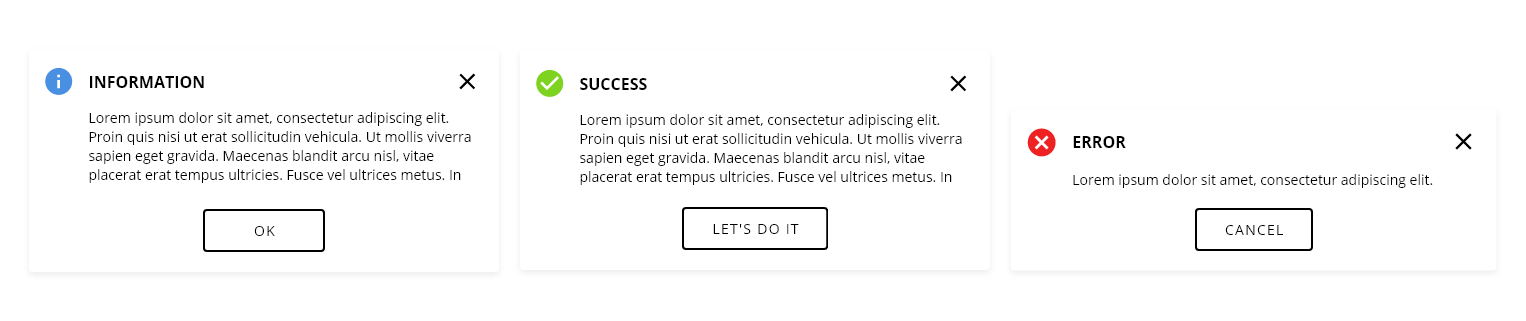 INFORMATION
Lorem ipsum dolor sit amet, consectetur adipiscing elit.
Proin quis nisi ut erat sollicitudin vehicula. Ut mollis viverra
sapien eget gravida. Maecenas blandit arcu nisl, vitae
placerat erat tempus ultricies. Fusce vel ultrices metus. In
OK
SUCCESS
Lorem ipsum dolor sit amet, consectetur adipiscing elit.
Proin quis nisi ut erat sollicitudin vehicula. Ut mollis viverra
sapien eget gravida. Maecenas blandit arcu nisl, vitae
placerat erat tempus ultricies. Fusce vel ultrices metus. In
LET'S DO IT
ERROR
Lorem ipsum dolor sit amet, consectetur adipiscing elit.
CANCEL